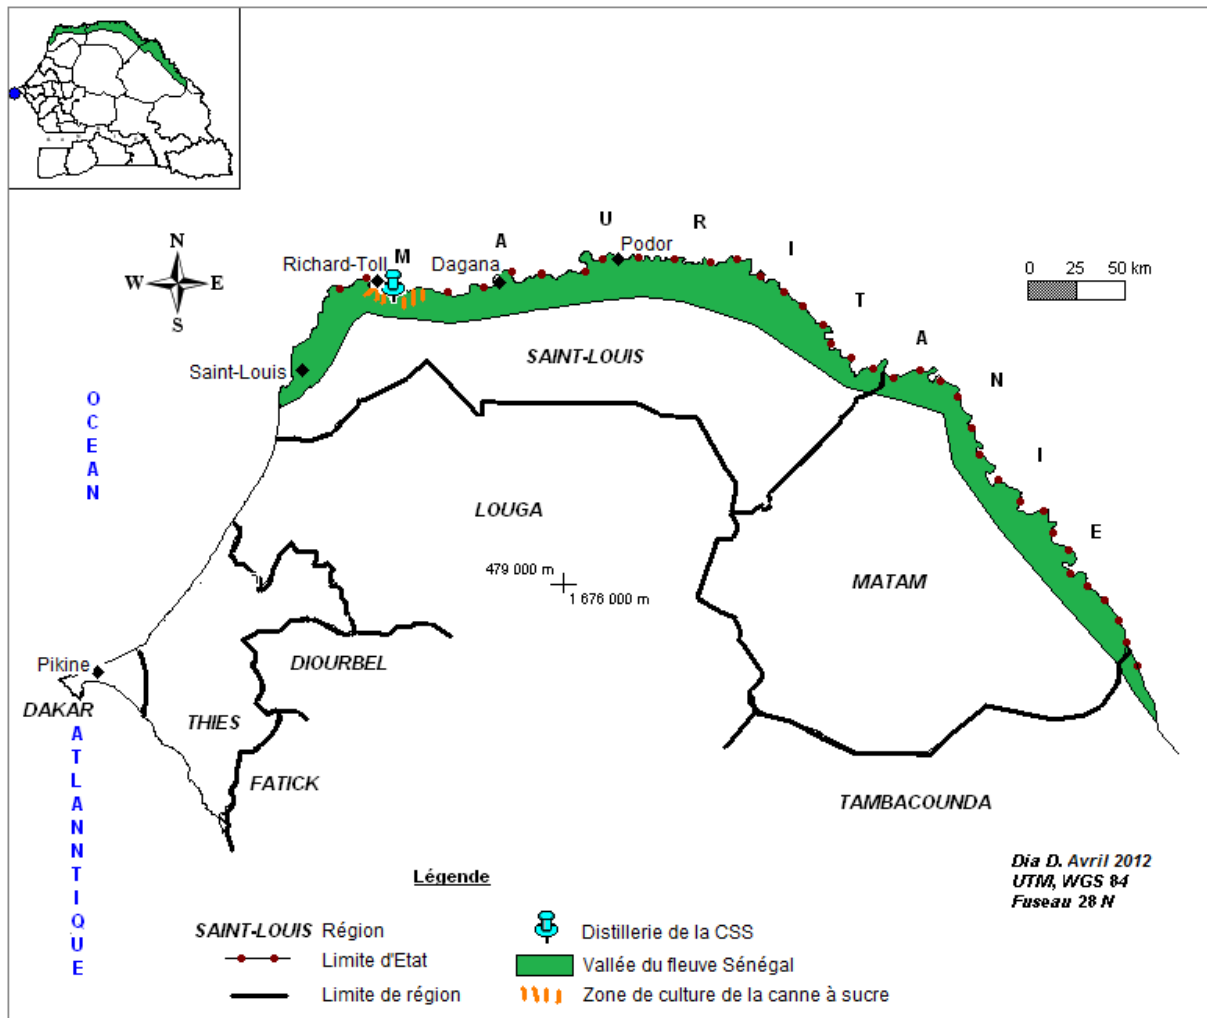 M A U R I T A N I E
Richard-Toll
Dagana
Podor
N
W E
S
0 25 50 km
Saint-Louis
SAINT-LOUIS
OCEAN
LOUGA
479 000 m
1 676 000 m
MATAM
Pikine
DAKAR
DIOURBEL
THIES
FATICK
TAMBACOUNDA
ATLANNTIQUE
Dia D. Avril 2012
UTM, WGS 84
Fuseau 28 N
Légende
SAINT-LOUIS Région
Distillerie de la CSS
Limite d'Etat
Vallée du fleuve Sénégal
Limite de région
Zone de culture de la canne à sucre